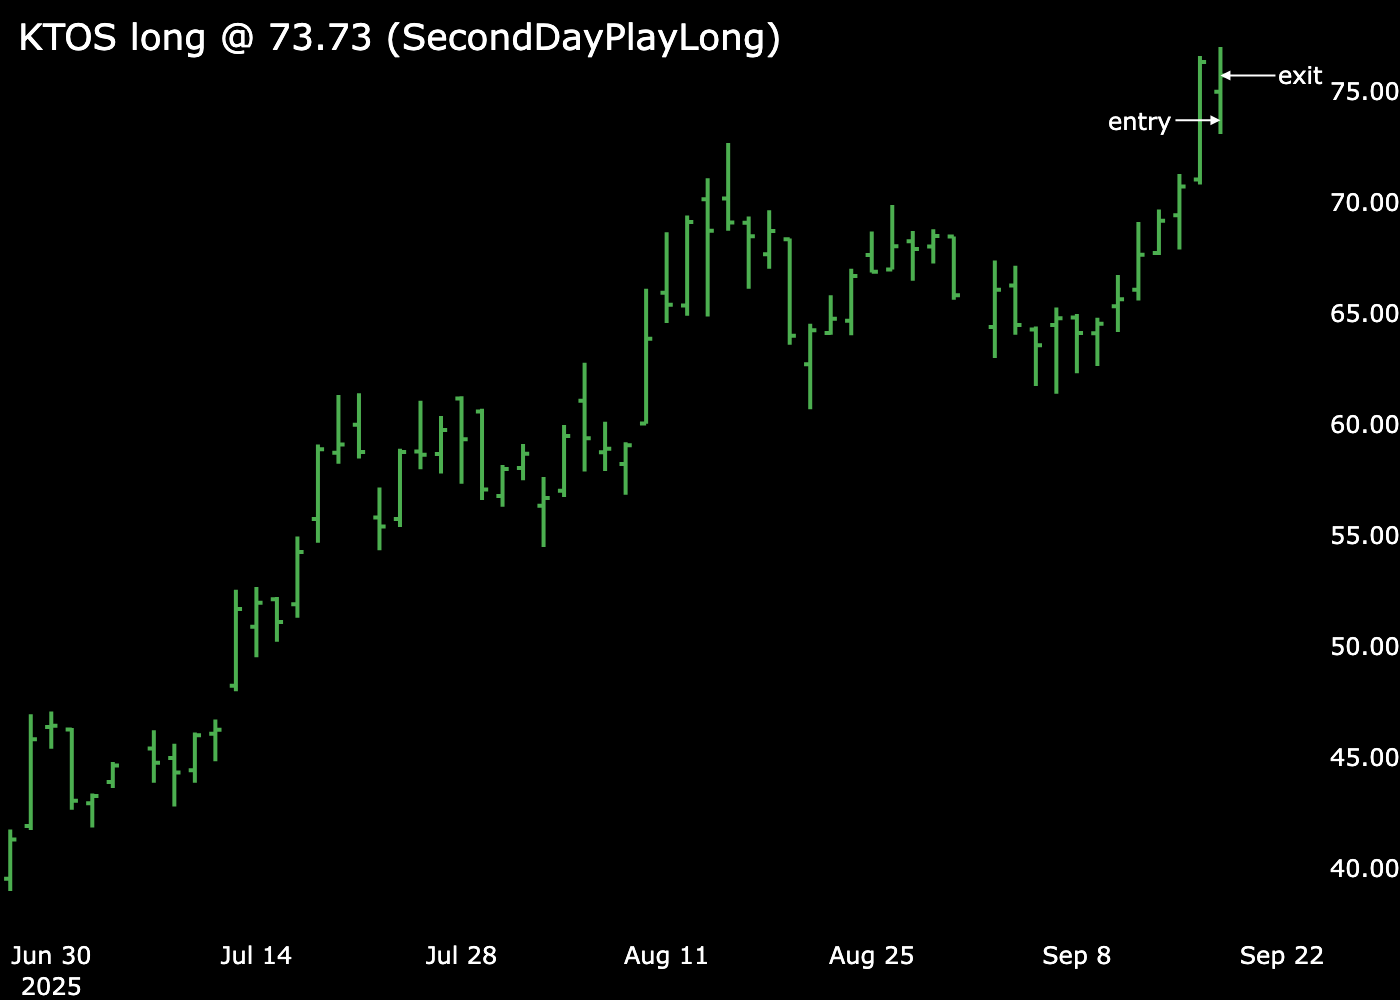 KTOS long @ 73.73 (SecondDayPlayLong)
exit
75.00
entry
70.00
65.00
60.00
55.00
50.00
45.00
40.00
Jun 30 Jul 14 Jul 28 Aug 11 Aug 25 Sep 8 Sep 22
2025